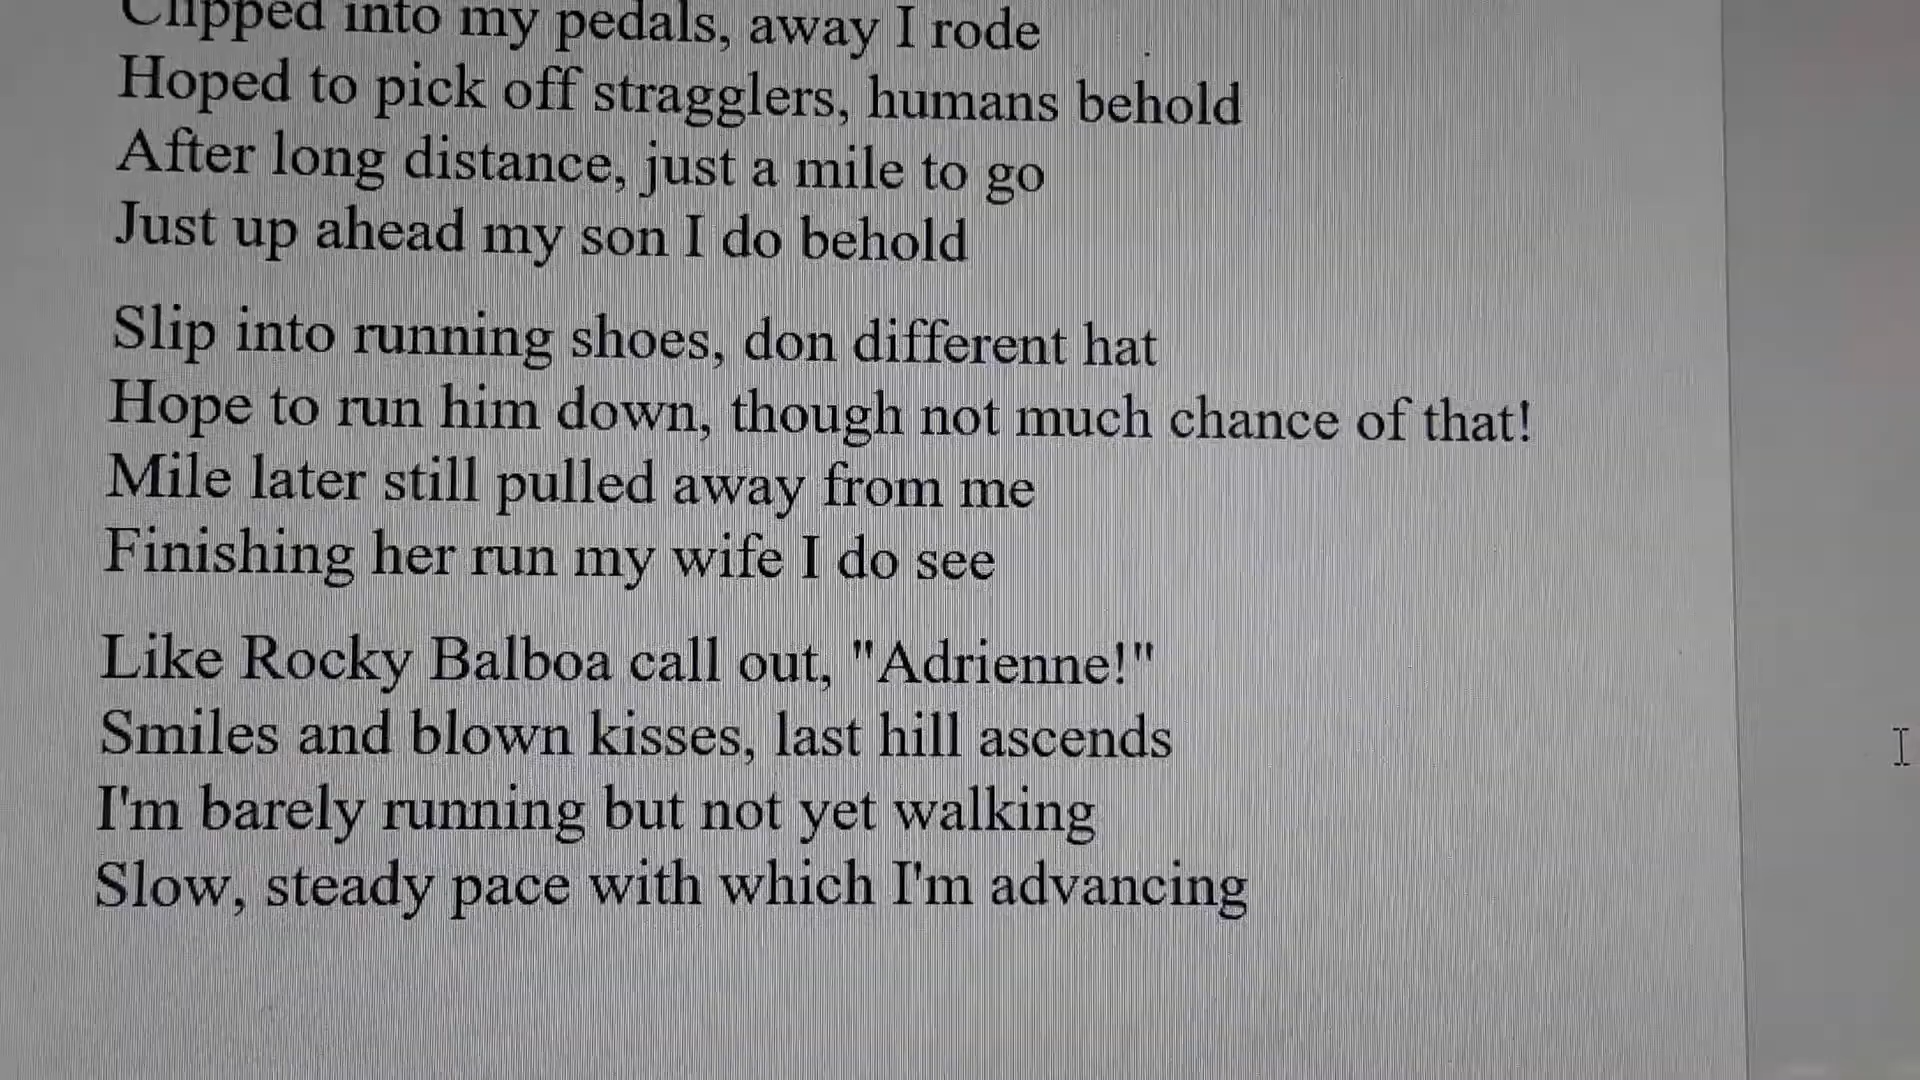 Clipped into my pedals, away I rode
Hoped to pick off stragglers, humans behold
After long distance, just a mile to go
Just up ahead my son I do behold
Slip into running shoes, don different hat
Hope to run him down, though not much chance of that!
Mile later still pulled away from me
Finishing her run my wife I do see
Like Rocky Balboa call out, "Adrienne!"
Smiles and blown kisses, last hill ascends
I'm barely running but not yet walking
Slow, steady pace with which I'm advancing